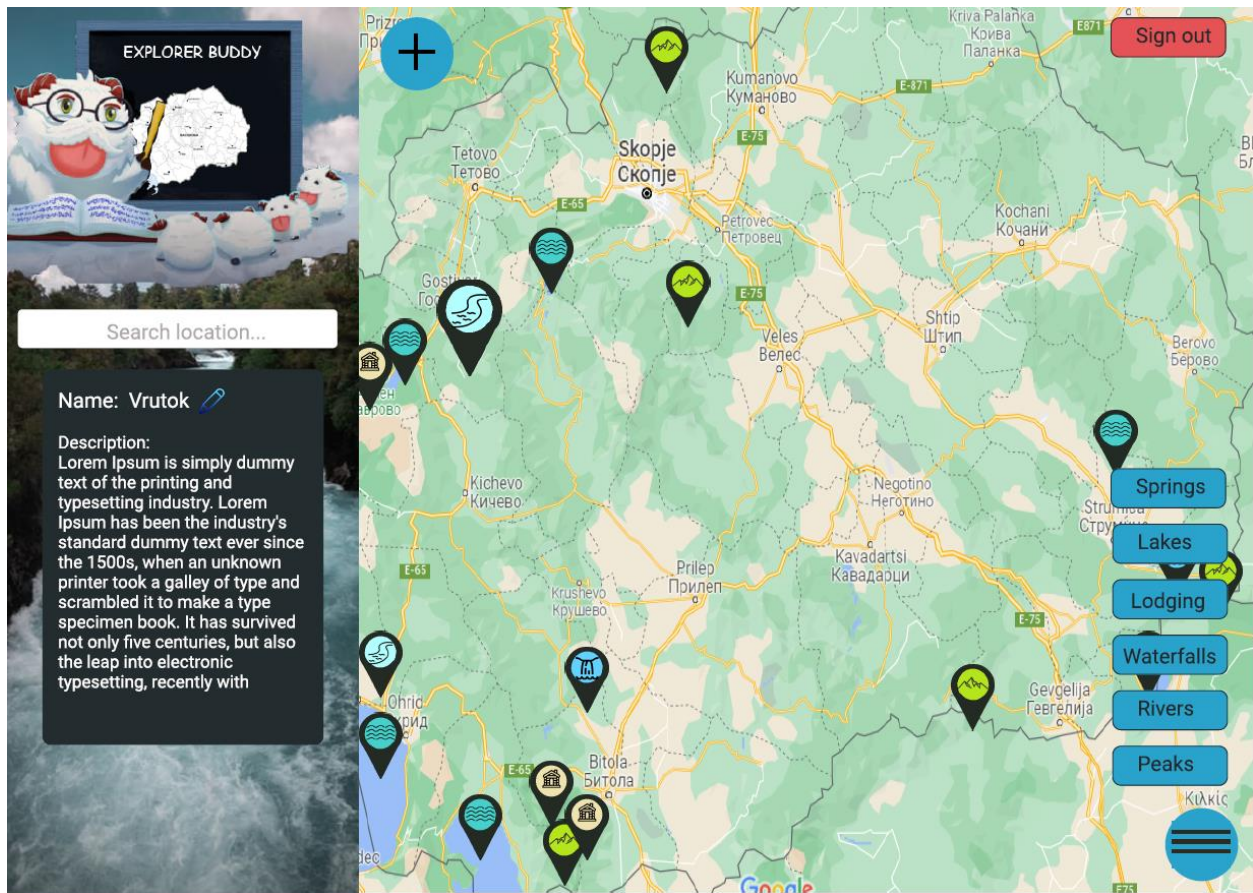 EXPLORER BUDDY
Search location...
Name: Vrutok
Description:
Lorem Ipsum is simply dummy
text of the printing and
typesetting industry. Lorem
Ipsum has been the industry's
standard dummy text ever since
the 1500s, when an unknown
printer took a galley of type and
scrambled it to make a type
specimen book. It has survived
not only five centuries, but also
the leap into electronic
typesetting, recently with
+
Sign out
Kriva Palanka
Крива
Паланка
E871
E-871
Kumanovo
Куманово
E-75
Tetovo
Тетово
Skopje
Скопје
E-65
Petrovec
Петровец
Kochani
Кочани
E-75
Shtip
Штип
Veles
Велес
Berovo
Берово
Kichevo
Кичево
Negotino
Неготино
Kavadartsi
Кавадарци
E-65
Krushevo
Крушево
Prilep
Прилеп
E-75
Ohrid
Gevgelija
Гевгелија
E-65
Bitola
Битола
Κιλκίς
Google
E75
Springs
Lakes
Lodging
Waterfalls
Rivers
Peaks